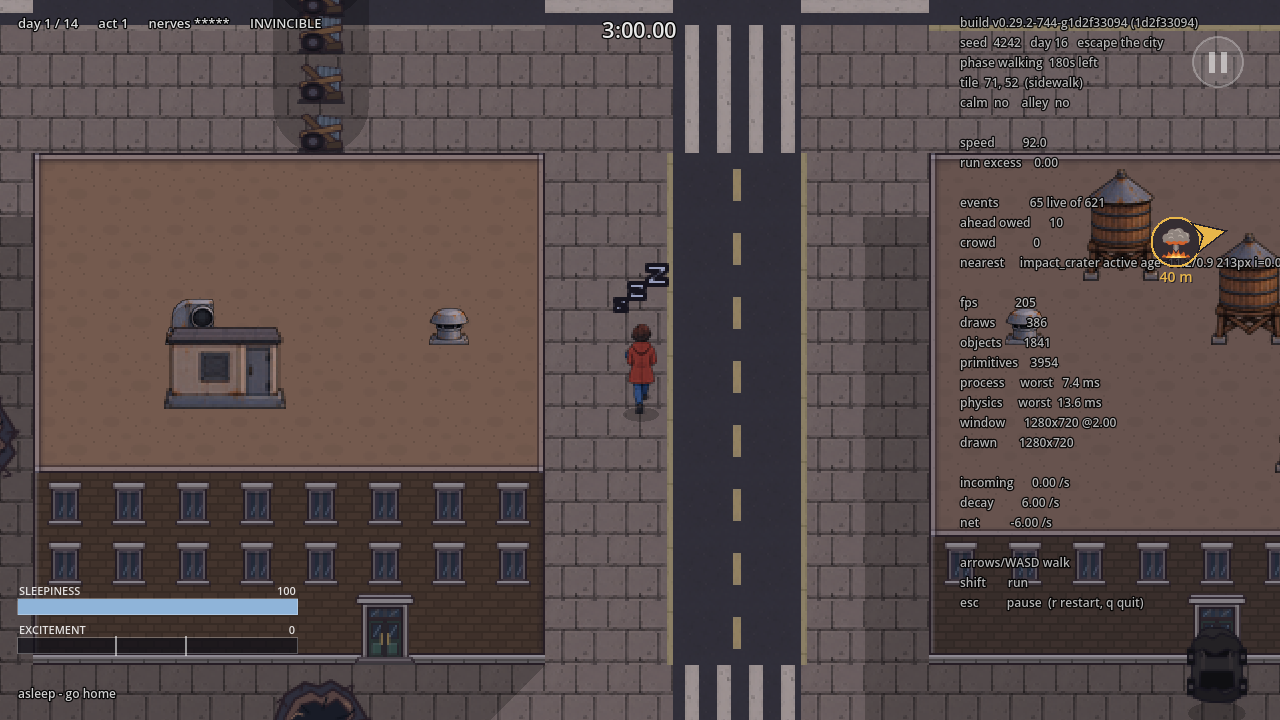 day 1 / 14 act 1 nerves ***** INVINCIBLE
3:00.00
build v0.29.2-744-g1d2f33094 (1d2f33094)
seed 4242 day 16 escape the city
phase walking 180s left
tile 71, 52 (sidewalk)
calm no alley no
speed 92.0
run excess 0.00
events 65 live of 621
ahead owed 10
crowd 0
nearest impact_crater active age 213px
40 m
fps 205
draws 386
objects 1841
primitives 3954
process worst 7.4 ms
physics worst 13.6 ms
window 1280x720 @2.00
drawn 1280x720
incoming 0.00 /s
decay 6.00 /s
net -6.00 /s
arrows/WASD walk
shift run
esc pause (r restart, q quit)
z z z
SLEEPINESS 100
EXCITEMENT 0
asleep - go home